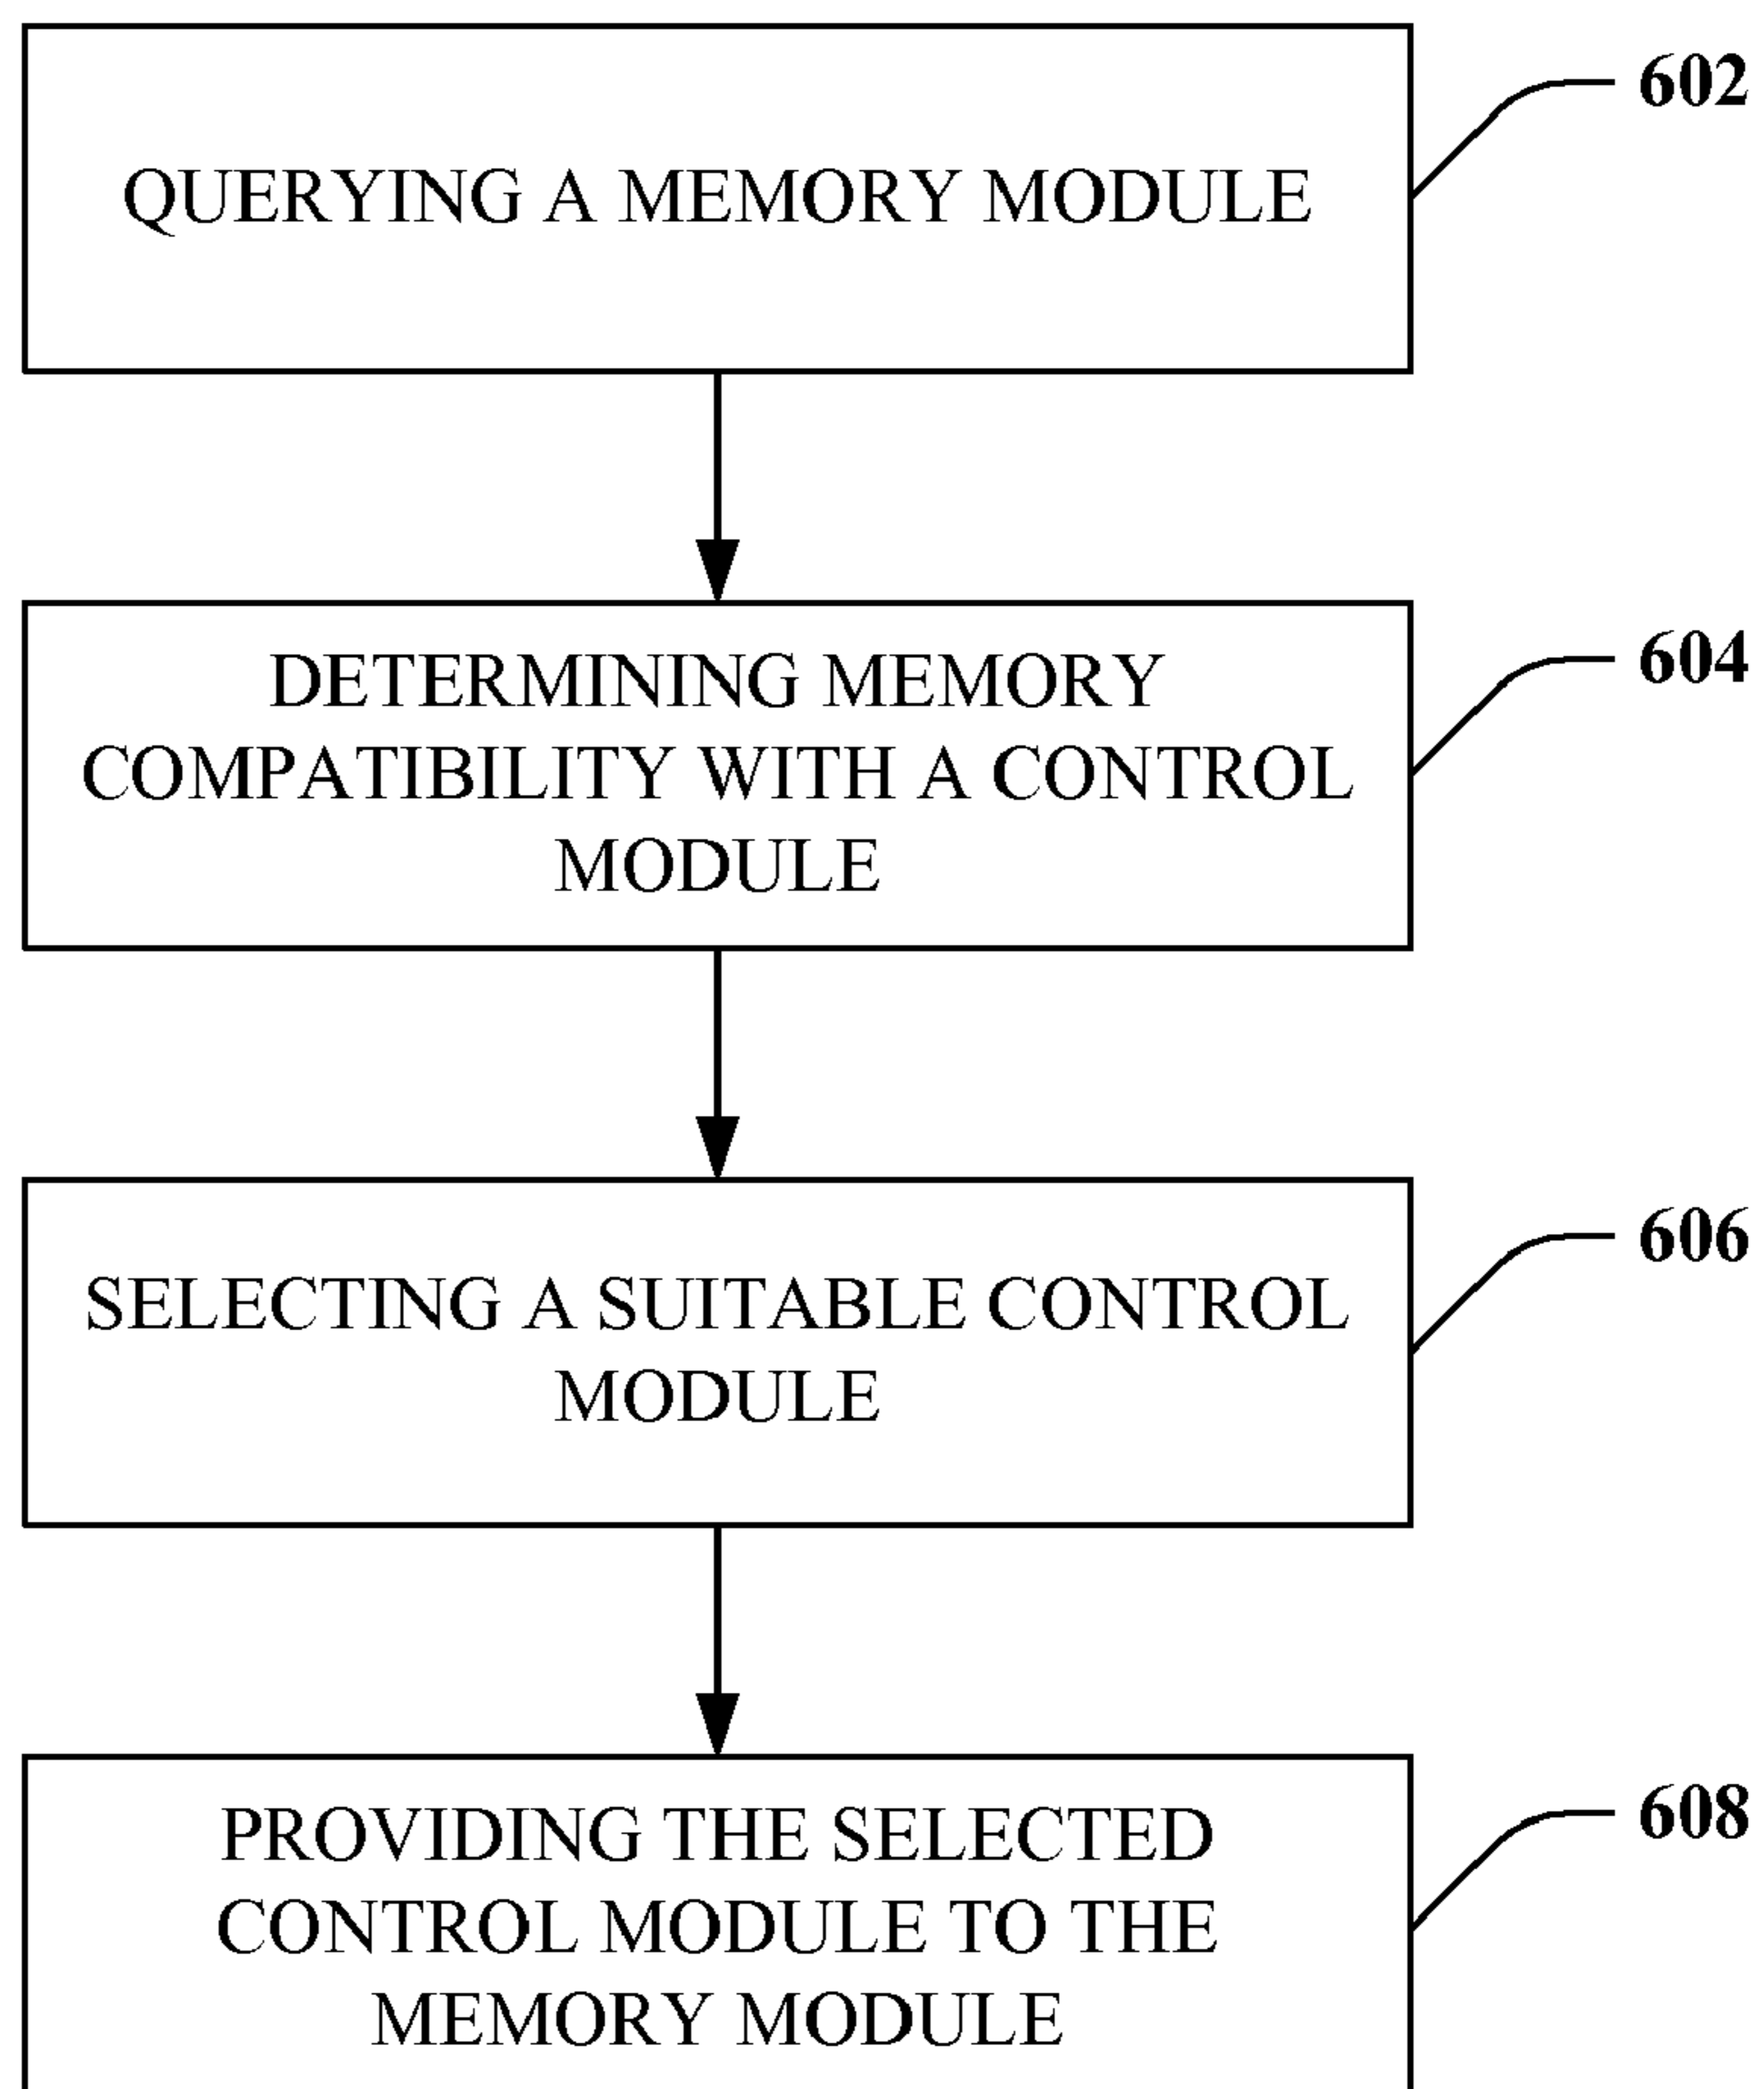 602
QUERYING A MEMORY MODULE
604
DETERMINING MEMORY
COMPATIBILITY WITH A CONTROL
MODULE
606
SELECTING A SUITABLE CONTROL
MODULE
608
PROVIDING THE SELECTED
CONTROL MODULE TO THE
MEMORY MODULE